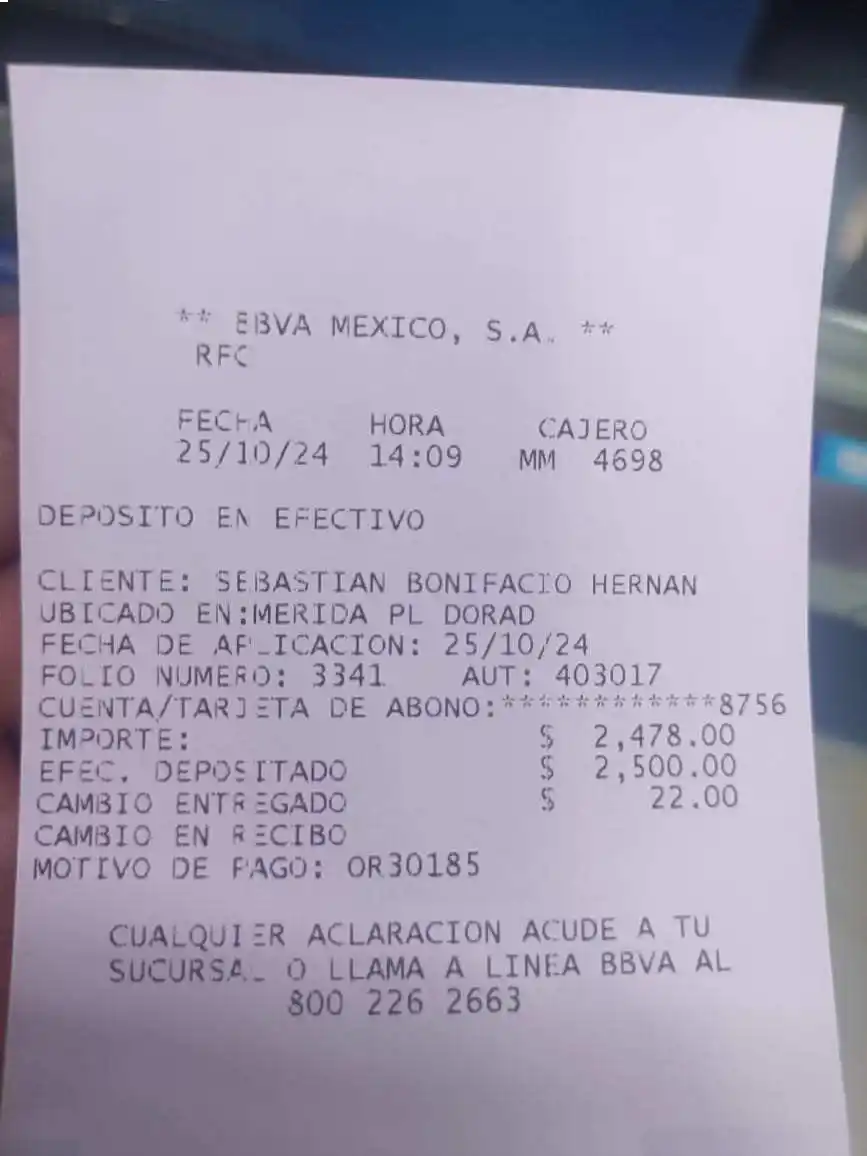 ** BBVA MEXICO, S.A. **
RFC
FECHA HORA CAJERO
25/10/24 14:09 MM 4698
DEPOSITO EN EFECTIVO
CLIENTE: SEBASTIAN BONIFACIO HERNAN
UBICADO EN:MERIDA PL DORAD
FECHA DE APLICACION: 25/10/24
FOLIO NUMERO: 3341 AUT: 403017
CUENTA/TARJETA DE ABONO:************8756
IMPORTE: $ 2,478.00
EFEC. DEPOSITADO $ 2,500.00
CAMBIO ENTREGADO $ 22.00
CAMBIO EN RECIBO
MOTIVO DE PAGO: OR30185
CUALQUIER ACLARACION ACUDE A TU
SUCURSAL O LLAMA A LINEA BBVA AL
800 226 2663